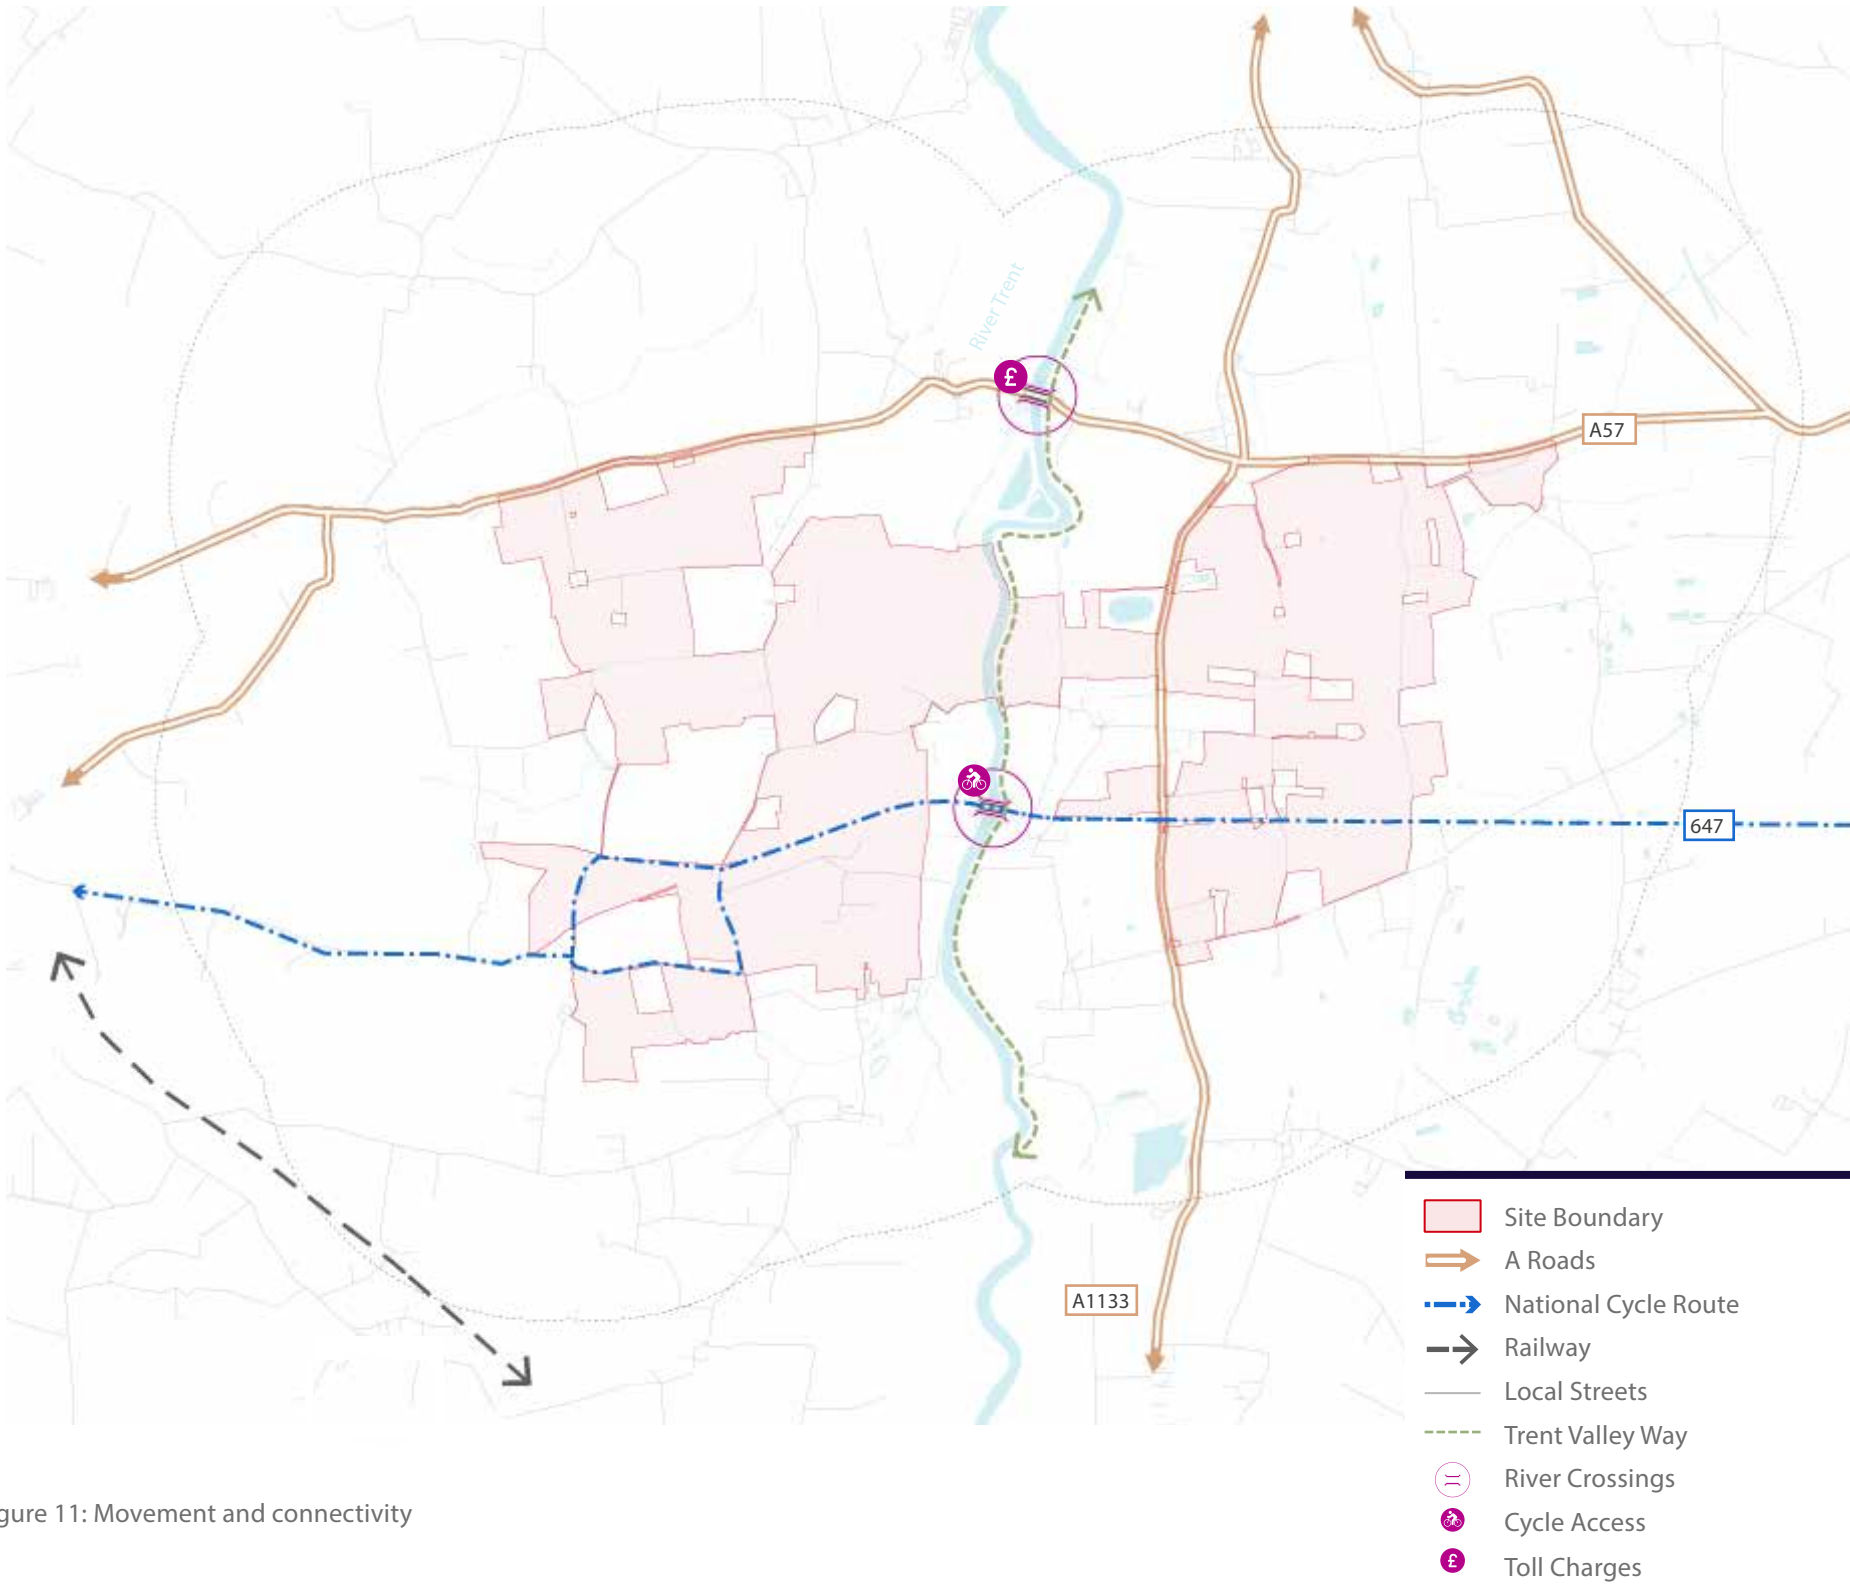 River Trent
£
A57
647
A1133
Site Boundary
A Roads
National Cycle Route
Railway
Local Streets
Trent Valley Way
River Crossings
Cycle Access
£ Toll Charges
gure 11: Movement and connectivity